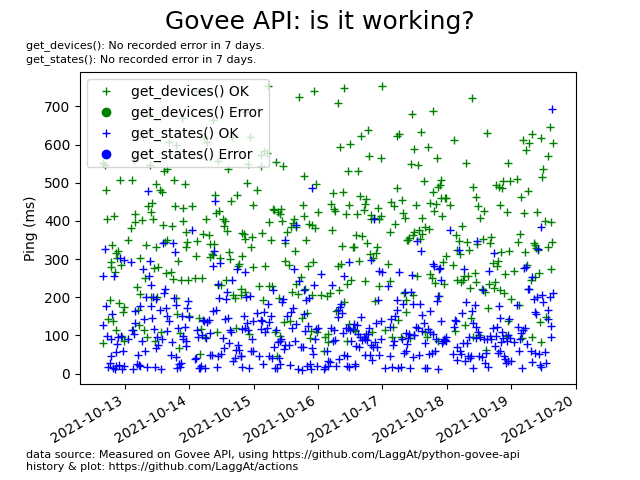 Govee API: is it working?
get_devices(): No recorded error in 7 days.
get_states(): No recorded error in 7 days.
get_devices() OK
get_devices() Error
get_states() OK
get_states() Error
Ping (ms)
700
600
500
400
300
200
100
0
2021-10-13
2021-10-14
2021-10-15
2021-10-16
2021-10-17
2021-10-18
2021-10-19
2021-10-20
data source: Measured on Govee API, using https://github.com/LaggAt/python-govee-api
history & plot: https://github.com/LaggAt/actions